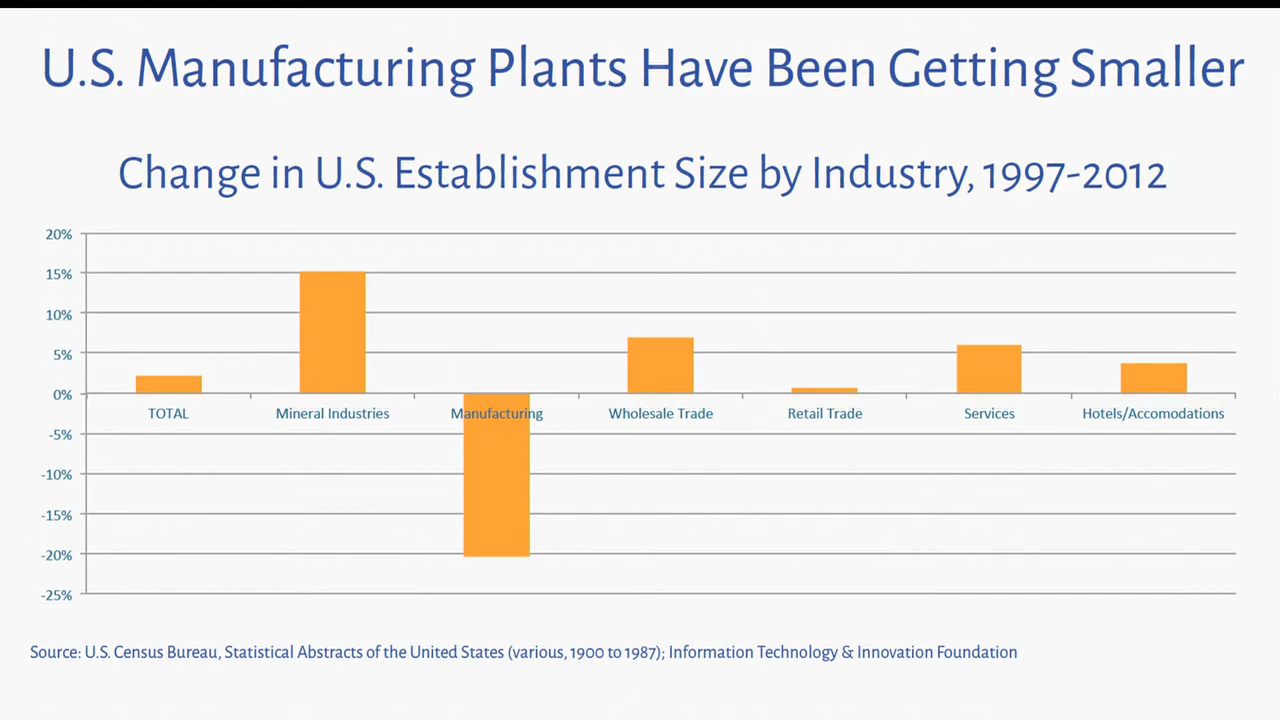 U.S. Manufacturing Plants Have Been Getting Smaller
Change in U.S. Establishment Size by Industry, 1997-2012
20%
15%
10%
5%
0%
-5%
-10%
-15%
-20%
-25%
TOTAL
Mineral Industries
Manufacturing
Wholesale Trade
Retail Trade
Services
Hotels/Accomodations
Source: U.S. Census Bureau, Statistical Abstracts of the United States (various, 1900 to 1987); Information Technology & Innovation Foundation